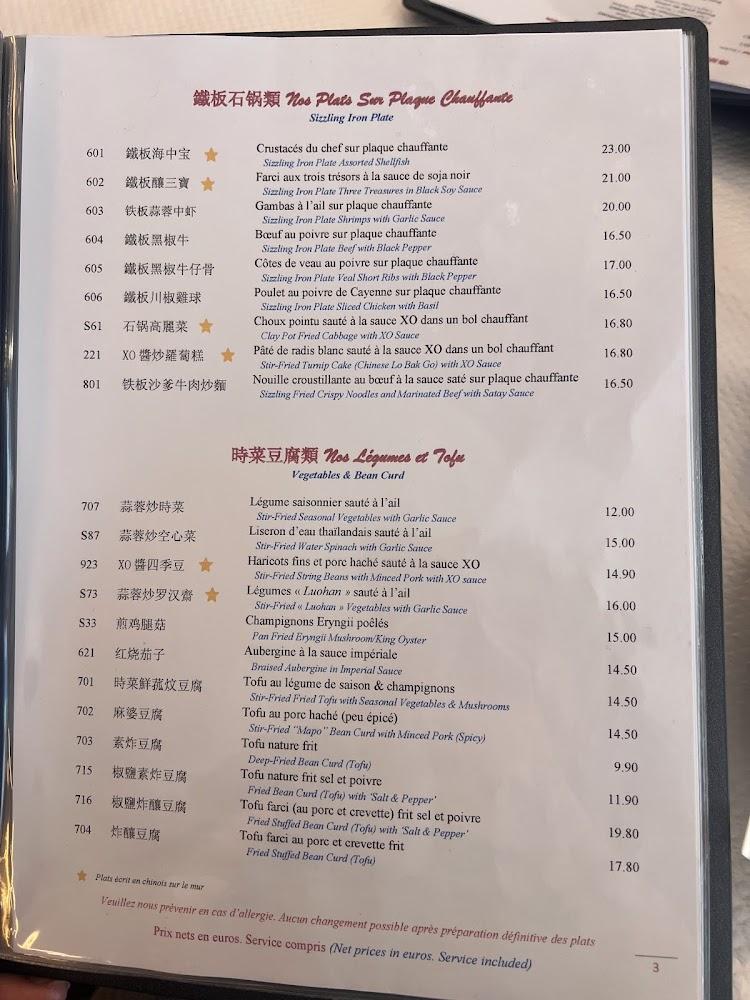 鐵板石锅類 Nos Plats Sur Plaque Chauffante
Sizzling Iron Plate
601 鐵板海中宝 Crustacés du chef sur plaque chauffante 23.00
Sizzling Iron Plate Assorted Shellfish
602 鐵板釀三寶 Farci aux trois trésors à la sauce de soja noir 21.00
Sizzling Iron Plate Three Treasures in Black Soy Sauce
603 铁板蒜蓉中虾 Gambas à l'ail sur plaque chauffante 20.00
Sizzling Iron Plate Shrimps with Garlic Sauce
604 鐵板黑椒牛 Bœuf au poivre sur plaque chauffante 16.50
Sizzling Iron Plate Beef with Black Pepper
605 鐵板黑椒牛仔骨 Côtes de veau au poivre sur plaque chauffante 17.00
Sizzling Iron Plate Veal Short Ribs with Black Pepper
606 鐵板川椒雞球 Poulet au poivre de Cayenne sur plaque chauffante 16.50
Sizzling Iron Plate Sliced Chicken with Basil
S61 石锅高麗菜 Choux pointu sauté à la sauce XO dans un bol chauffant 16.80
Clay Pot Fried Cabbage with XO Sauce
221 XO 醬炒羅蔔糕 Pâté de radis blanc sauté à la sauce XO dans un bol chauffant 16.80
Stir-Fried Turnip Cake (Chinese Lo Bak Go) with XO Sauce
801 铁板沙爹牛肉炒麵 Nouille croustillante au bœuf à la sauce saté sur plaque chauffante 16.50
Sizzling Fried Crispy Noodles and Marinated Beef with Satay Sauce
時菜豆腐類 Nos Légumes et Tofu
Vegetables & Bean Curd
707 蒜蓉炒時菜 Légume saisonnier sauté à l'ail 12.00
Stir-Fried Seasonal Vegetables with Garlic Sauce
S87 蒜蓉炒空心菜 Liseron d'eau thaïlandais sauté à l'ail 15.00
Stir-Fried Water Spinach with Garlic Sauce
923 XO 醬四季豆 Haricots fins et porc haché sauté à la sauce XO 14.90
Stir-Fried String Beans with Minced Pork with XO sauce
S73 蒜蓉炒罗汉齋 Légumes « Luohan » sauté à l'ail 16.00
Stir-Fried « Luohan » Vegetables with Garlic Sauce
S33 煎鸡腿菇 Champignons Eryngii poêlés 15.00
Pan Fried Eryngii Mushroom/King Oyster
621 红烧茄子 Aubergine à la sauce impériale 14.50
Braised Aubergine in Imperial Sauce
701 時菜鮮菰炆豆腐 Tofu au légume de saison & champignons 14.50
Stir-Fried Fried Tofu with Seasonal Vegetables & Mushrooms
702 麻婆豆腐 Tofu au porc haché (peu épicé) 14.50
Stir-Fried "Mapo" Bean Curd with Minced Pork (Spicy)
703 素炸豆腐 Tofu nature frit 9.90
Deep-Fried Bean Curd (Tofu)
715 椒鹽素炸豆腐 Tofu nature frit sel et poivre 11.90
Fried Bean Curd (Tofu) with 'Salt & Pepper'
716 椒鹽炸釀豆腐 Tofu farci (au porc et crevette) frit sel et poivre 19.80
Fried Stuffed Bean Curd (Tofu) with 'Salt & Pepper'
704 炸釀豆腐 Tofu farci au porc et crevette frit 17.80
Fried Stuffed Bean Curd (Tofu)
Plats écrit en chinois sur le mur
Veuillez nous prévenir en cas d'allergie. Aucun changement possible après préparation définitive des plats
Prix nets en euros. Service compris (Net prices in euros. Service included)
3